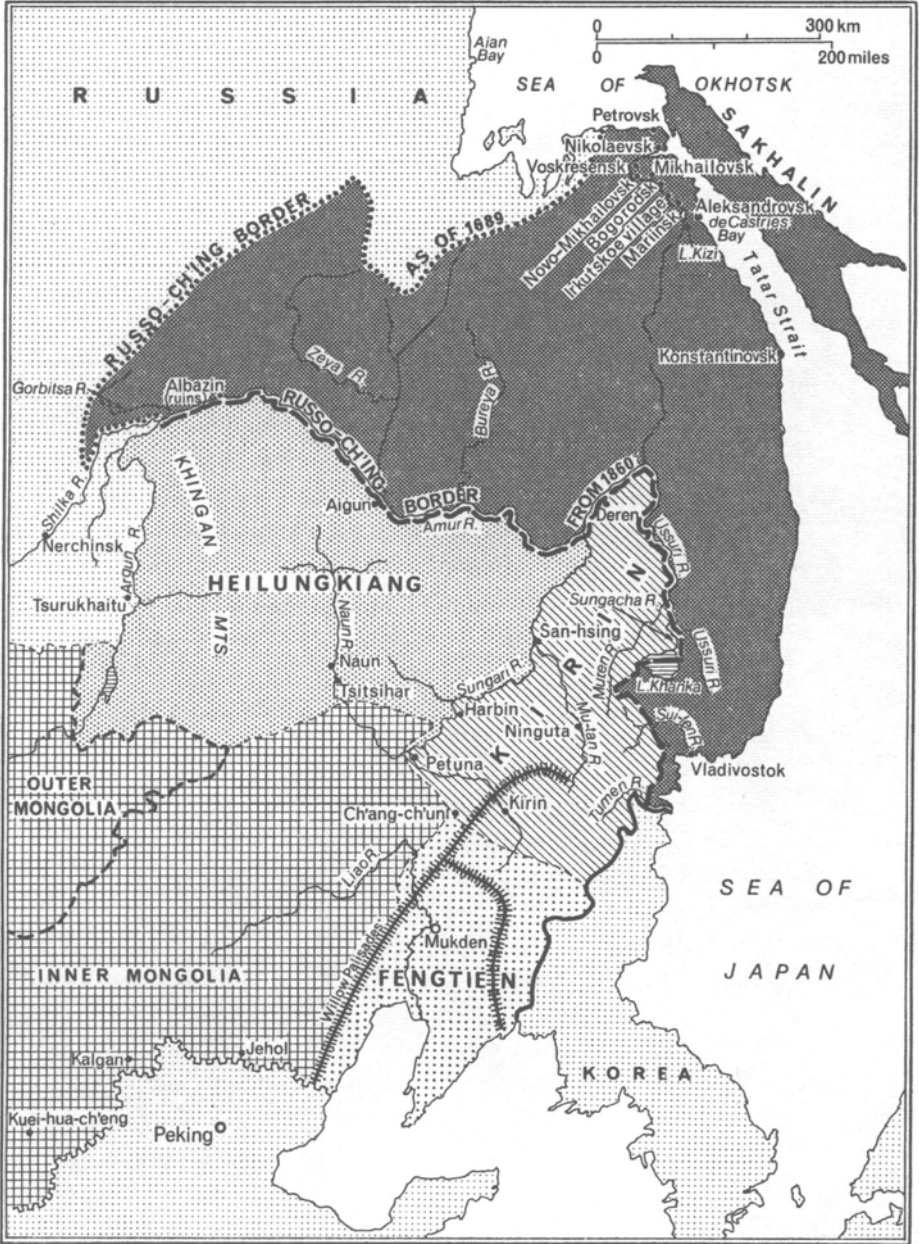 0 300 km
0 200 miles
Aian
Bay
SEA OF OKHOTSK
RUSSIA
Petrovsk
SAKHALIN
Nikolaevsk
Voskresensk
Mikhailovsk
Novo-Mikhailovsk
Bogorodsk
Irkutskoe village
Mariinsk
Aleksandrovsk
de Castries
Bay
L. Kizi
Tatar Strait
RUSSO-CH'ING BORDER
AS OF 1689
Konstantinovsk
Zeya R.
Bureya R.
Gorbitsa R.
Albazin
(ruins)
RUSSO-CH'ING
BORDER
FROM 1860
Shilka R.
KHINGAN
MTS
Aigun
Amur R.
Deren
Ussuri R.
Nerchinsk
Argun R.
HEILUNGKIANG
Tsurukhaitu
Naun R.
KIRIN
Sungacha R.
San-hsing
Muren R.
Ussuri R.
Naun
Tsitsihar
Sungari R.
L. Khanka
Harbin
Ninguta
Mu-tan R.
Sui-fen R.
Petuna
Vladivostok
OUTER
MONGOLIA
Kirin
Tumen R.
Ch'ang-ch'un
Liao R.
SEA OF
JAPAN
Mukden
Willow Palisades
INNER MONGOLIA
FENGTIEN
Kalgan
Jehol
KOREA
Kuei-hua-ch'eng
Peking